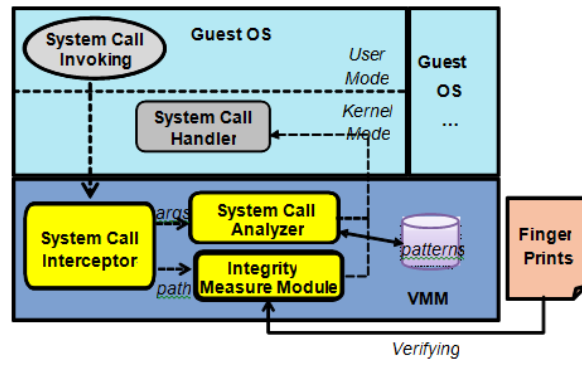 System Call
Invoking
Guest OS
User
Mode
Guest
OS
...
Kernel
Mode
System Call
Handler
args
System Call
Analyzer
System Call
Interceptor
patterns
path
Integrity
Measure Module
VMM
Finger
Prints
Verifying